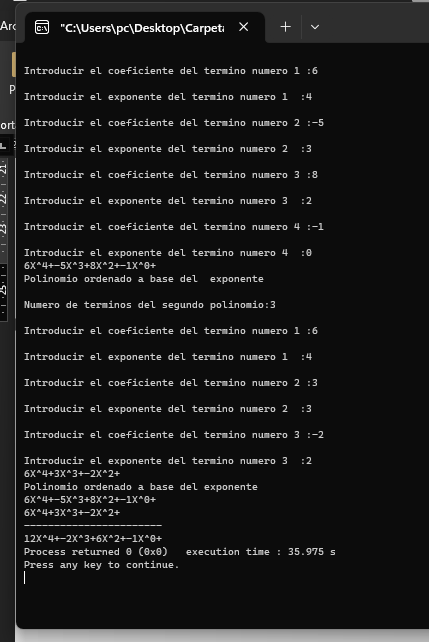 "C:\Users\pc\Desktop\Carpeta
Introducir el coeficiente del termino numero 1 :6
Introducir el exponente del termino numero 1  :4
Introducir el coeficiente del termino numero 2 :-5
Introducir el exponente del termino numero 2  :3
Introducir el coeficiente del termino numero 3 :8
Introducir el exponente del termino numero 3  :2
Introducir el coeficiente del termino numero 4 :-1
Introducir el exponente del termino numero 4  :0
6X^4+-5X^3+8X^2+-1X^0+
Polinomio ordenado a base del  exponente
Numero de terminos del segundo polinomio:3
Introducir el coeficiente del termino numero 1 :6
Introducir el exponente del termino numero 1  :4
Introducir el coeficiente del termino numero 2 :3
Introducir el exponente del termino numero 2  :3
Introducir el coeficiente del termino numero 3 :-2
Introducir el exponente del termino numero 3  :2
6X^4+3X^3+-2X^2+
Polinomio ordenado a base del exponente
6X^4+-5X^3+8X^2+-1X^0+
6X^4+3X^3+-2X^2+
-----------------------
12X^4+-2X^3+6X^2+-1X^0+
Process returned 0 (0x0)   execution time : 35.975 s
Press any key to continue.